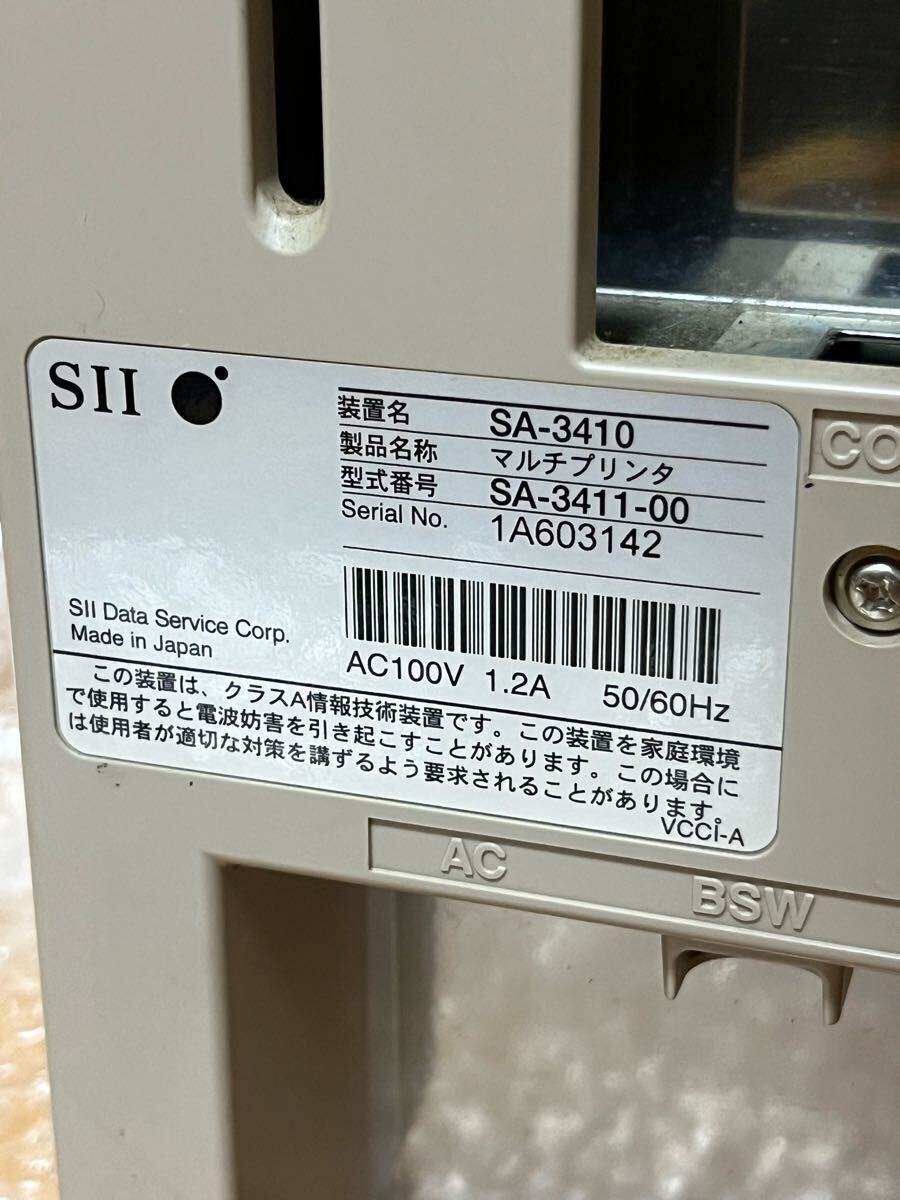 SII
装置名 SA-3410
製品名称 マルチプリンタ
型式番号 SA-3411-00
Serial No. 1A603142
SII Data Service Corp.
Made in Japan
AC100V 1.2A 50/60Hz
この装置は、クラスA情報技術装置です。この装置を家庭環境
で使用すると電波妨害を引き起こすことがあります。この場合に
は使用者が適切な対策を講ずるよう要求されることがあります。
VCCI-A
CO
AC
BSW